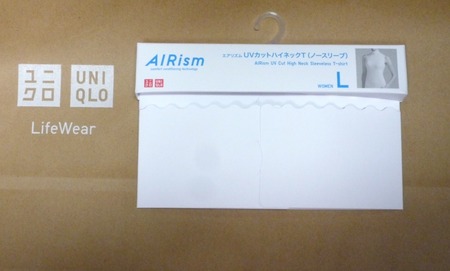 ユニ
クロ
UNI
QLO
LifeWear
AIRism
エアリズム UVカットハイネックT(ノースリーブ)
AIRism UV Cut High Neck Sleeveless T-shirt
WOMEN L